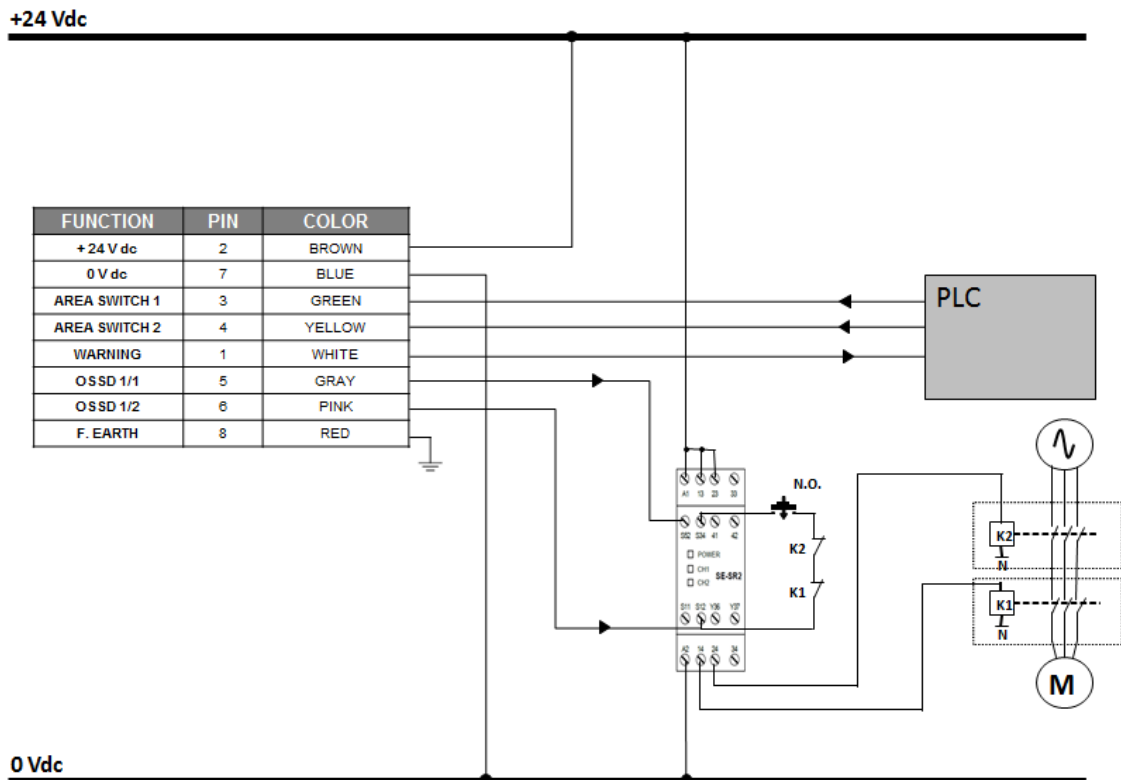 +24 Vdc
FUNCTION PIN COLOR
+ 24 V dc 2 BROWN
0 V dc 7 BLUE
AREA SWITCH 1 3 GREEN
AREA SWITCH 2 4 YELLOW
WARNING 1 WHITE
OSSD 1/1 5 GRAY
OSSD 1/2 6 PINK
F. EARTH 8 RED
PLC
A1 13 23 33
N.O.
S52 S34 41 42
POWER
CH1
CH2
SE-SR2
K2
K1
S11 S12 Y36 Y37
A2 14 24 34
K2
N
K1
N
M
0 Vdc